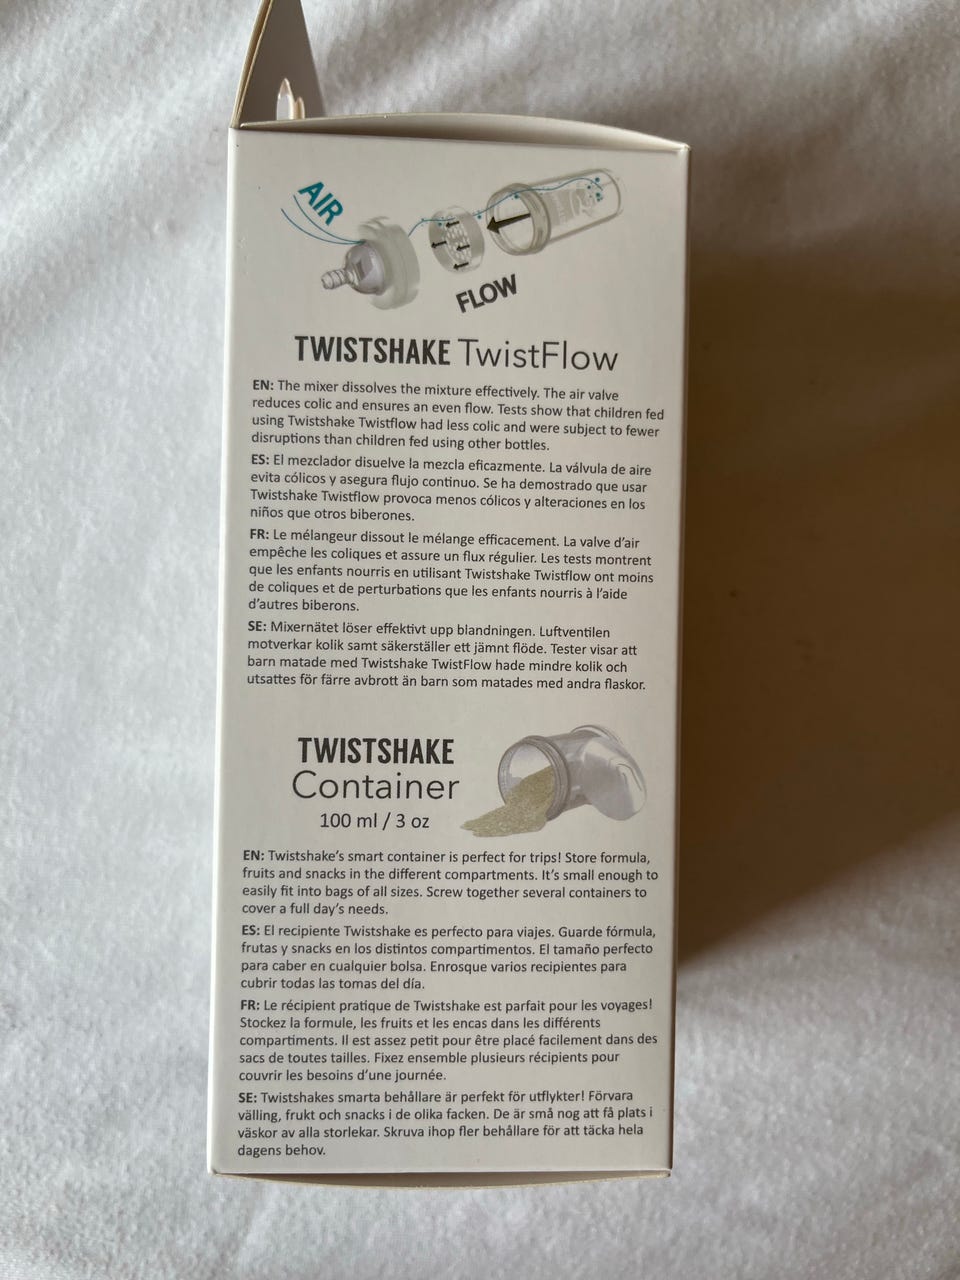 AIR
FLOW
TWISTSHAKE TwistFlow
EN: The mixer dissolves the mixture effectively. The air valve
reduces colic and ensures an even flow. Tests show that children fed
using Twistshake Twistflow had less colic and were subject to fewer
disruptions than children fed using other bottles.
ES: El mezclador disuelve la mezcla eficazmente. La válvula de aire
evita cólicos y asegura flujo continuo. Se ha demostrado que usar
Twistshake Twistflow provoca menos cólicos y alteraciones en los
niños que otros biberones.
FR: Le mélangeur dissout le mélange efficacement. La valve d'air
empêche les coliques et assure un flux régulier. Les tests montrent
que les enfants nourris en utilisant Twistshake Twistflow ont moins
de coliques et de perturbations que les enfants nourris à l'aide
d'autres biberons.
SE: Mixernätet löser effektivt upp blandningen. Luftventilen
motverkar kolik samt säkerställer ett jämnt flöde. Tester visar att
barn matade med Twistshake TwistFlow hade mindre kolik och
utsattes för färre avbrott än barn som matades med andra flaskor.
TWISTSHAKE
Container
100 ml / 3 oz
EN: Twistshake's smart container is perfect for trips! Store formula,
fruits and snacks in the different compartments. It's small enough to
easily fit into bags of all sizes. Screw together several containers to
cover a full day's needs.
ES: El recipiente Twistshake es perfecto para viajes. Guarde fórmula,
frutas y snacks en los distintos compartimentos. El tamaño perfecto
para caber en cualquier bolsa. Enrosque varios recipientes para
cubrir todas las tomas del día.
FR: Le récipient pratique de Twistshake est parfait pour les voyages!
Stockez la formule, les fruits et les encas dans les différents
compartiments. Il est assez petit pour être placé facilement dans des
sacs de toutes tailles. Fixez ensemble plusieurs récipients pour
couvrir les besoins d'une journée.
SE: Twistshakes smarta behållare är perfekt för utflykter! Förvara
välling, frukt och snacks i de olika facken. De är små nog att få plats i
väskor av alla storlekar. Skruva ihop fler behållare för att täcka hela
dagens behov.